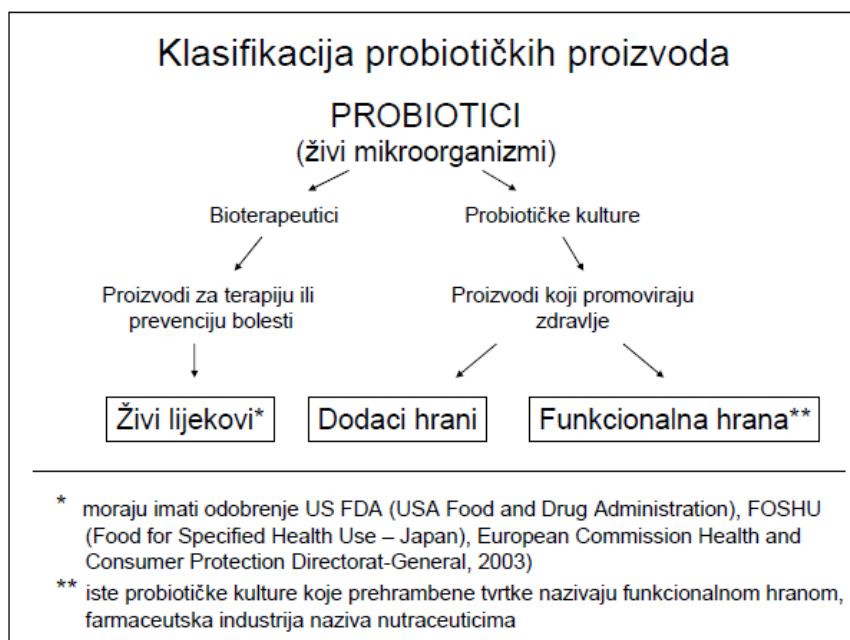 Klasifikacija probiotičkih proizvoda
PROBIOTICI
(živi mikroorganizmi)
Bioterapeutici
Probiotičke kulture
Proizvodi za terapiju ili
prevenciju bolesti
Proizvodi koji promoviraju
zdravlje
Živi lijekovi*
Dodaci hrani
Funkcionalna hrana**
* moraju imati odobrenje US FDA (USA Food and Drug Administration), FOSHU
(Food for Specified Health Use – Japan), European Commission Health and
Consumer Protection Directorat-General, 2003)
** iste probiotičke kulture koje prehrambene tvrtke nazivaju funkcionalnom hranom,
farmaceutska industrija naziva nutraceuticima